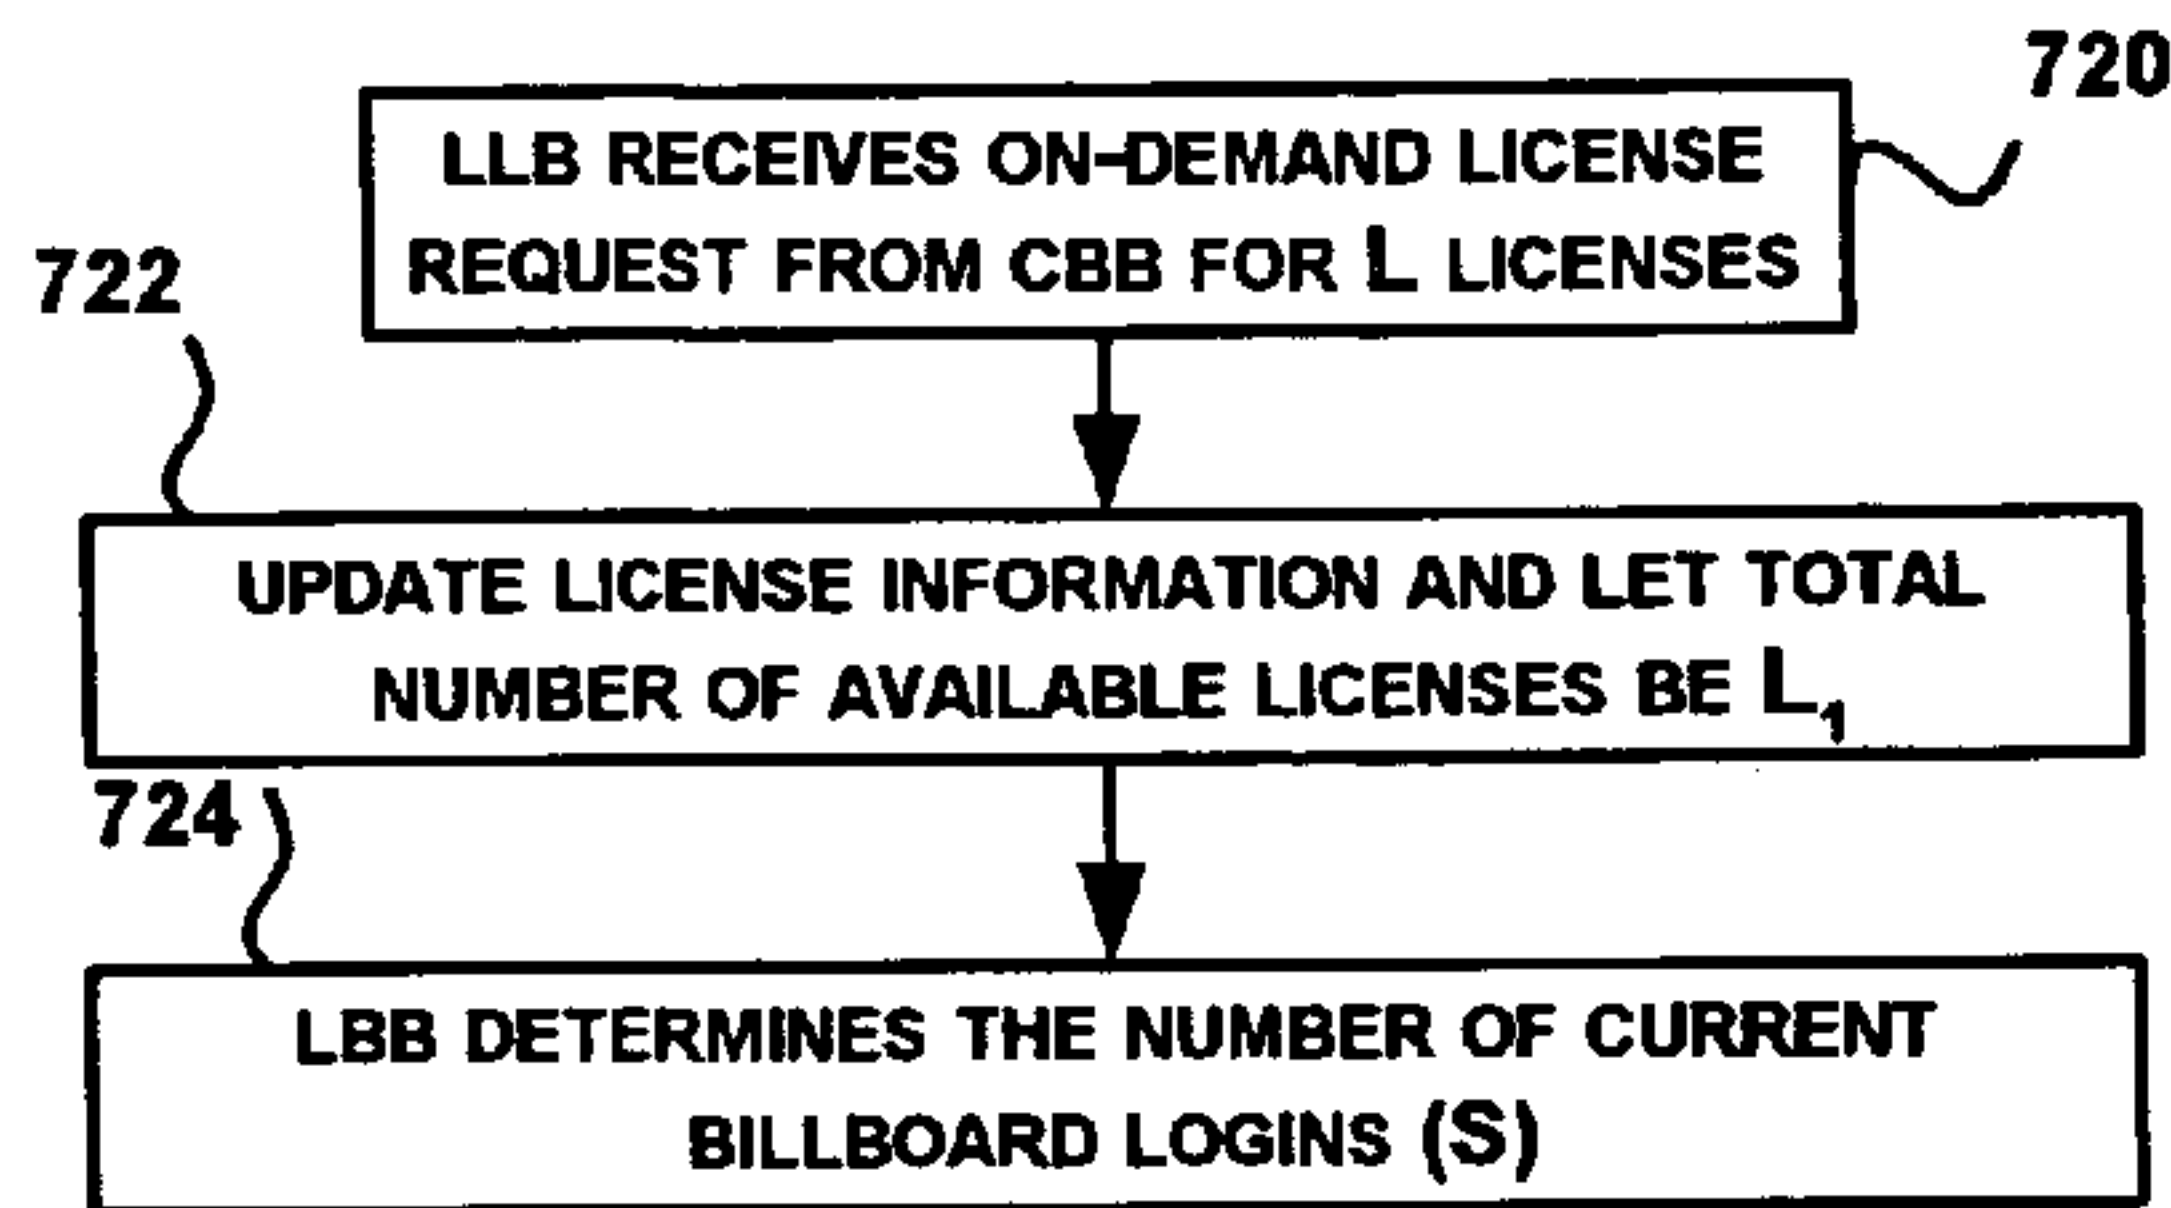 720
LLB RECEIVES ON-DEMAND LICENSE
REQUEST FROM CBB FOR L LICENSES
722
UPDATE LICENSE INFORMATION AND LET TOTAL
NUMBER OF AVAILABLE LICENSES BE L₁
724
LBB DETERMINES THE NUMBER OF CURRENT
BILLBOARD LOGINS (S)